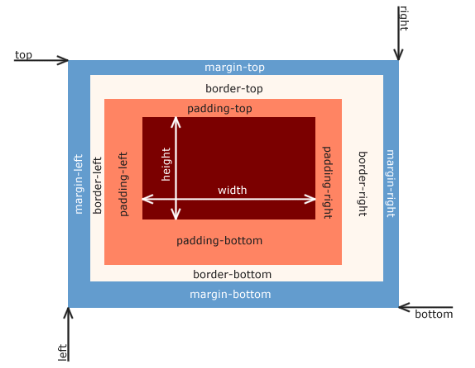 right
top
margin-top
border-top
padding-top
margin-left
border-left
padding-left
height
width
padding-right
border-right
margin-right
padding-bottom
border-bottom
margin-bottom
bottom
left